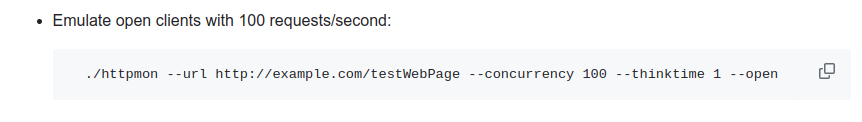 Emulate open clients with 100 requests/second:
./httpmon --url http://example.com/testWebPage --concurrency 100 --thinktime 1 --open